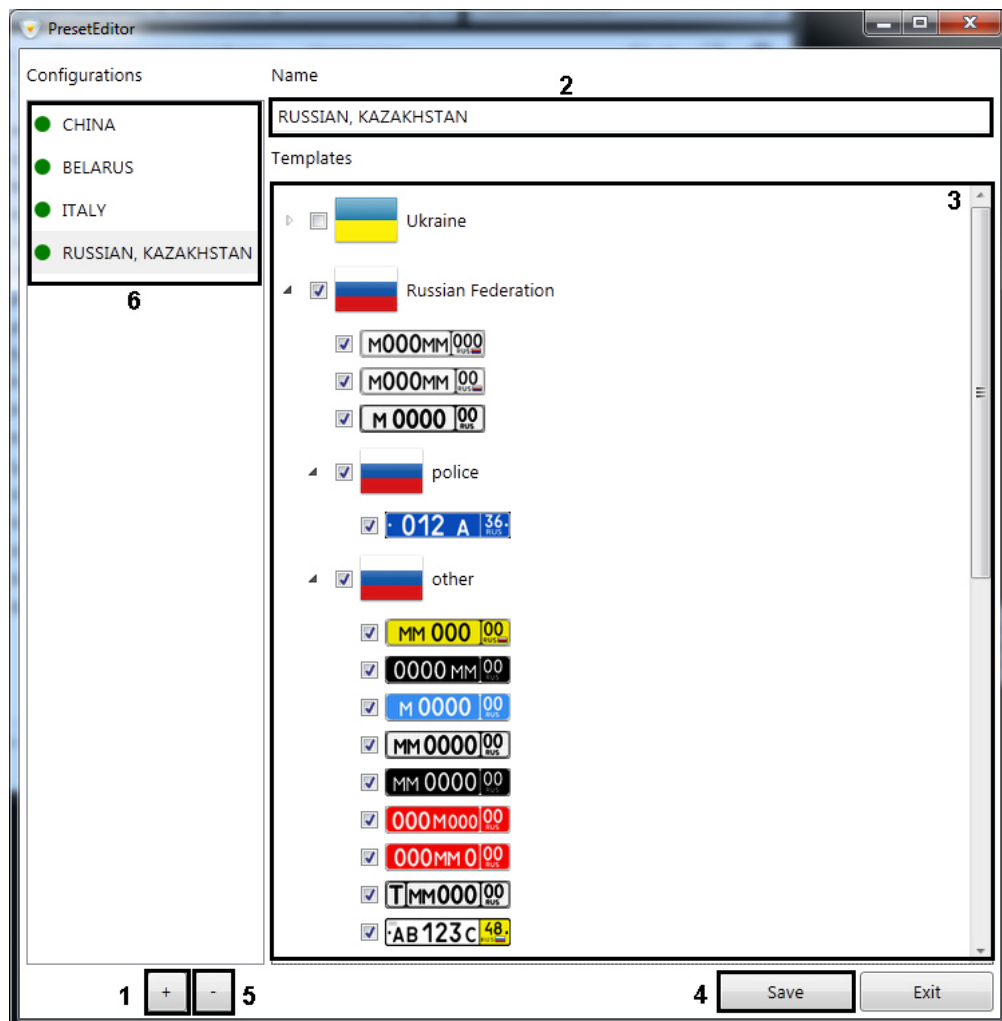 PresetEditor
Configurations
Name
2
CHINA
BELARUS
ITALY
RUSSIAN, KAZAKHSTAN
6
RUSSIAN, KAZAKHSTAN
Templates
3
Ukraine
Russian Federation
M000MM 000 RUS
M000MM 00 RUS
M 0000 00 RUS
police
012 A 36 RUS
other
MM 000 00 RUS
0000 MM 00 RUS
M 0000 00 RUS
MM 0000 00 RUS
MM 0000 00 RUS
000 M 000 00 RUS
000 MM 0 00 RUS
T MM 000 00 RUS
AB 123 C 48 RUS
1
+
-
5
4
Save
Exit